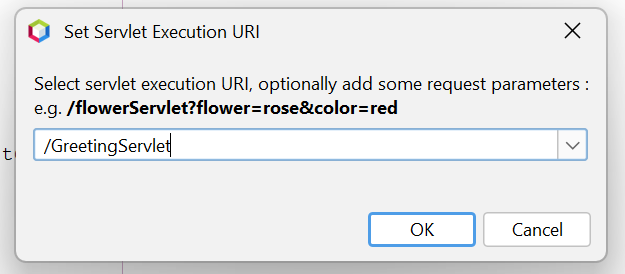 Set Servlet Execution URI
Select servlet execution URI, optionally add some request parameters :
e.g. /flowerServlet?flower=rose&color=red
/GreetingServlet
OK Cancel